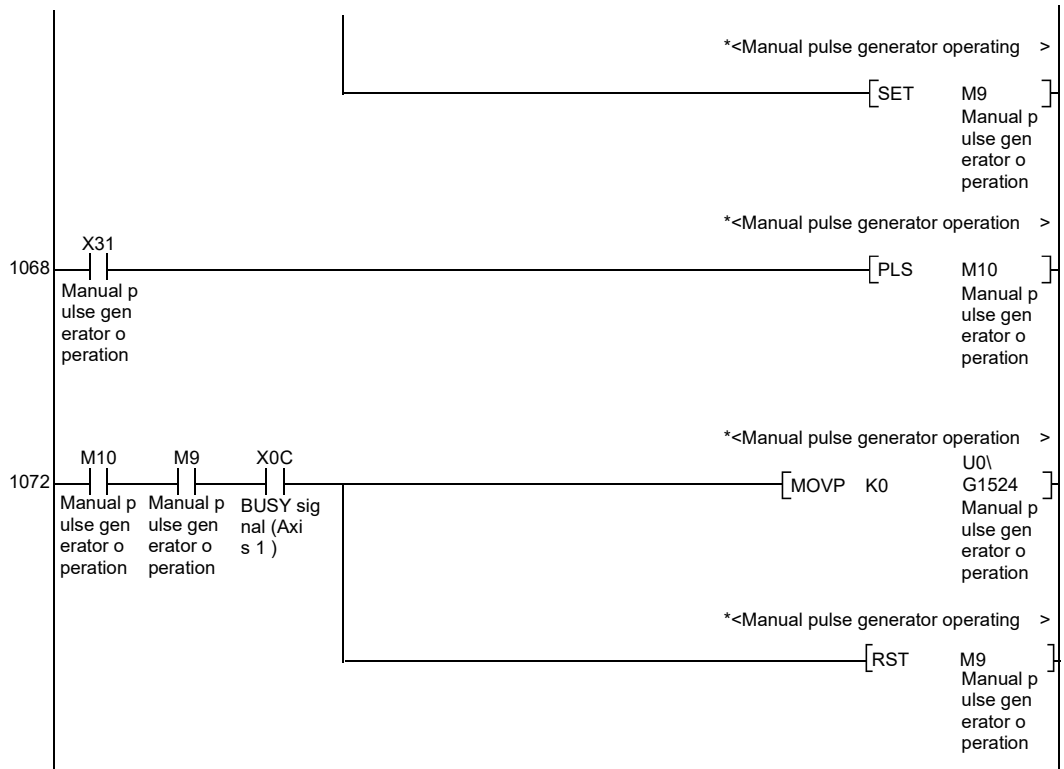 *<Manual pulse generator operating >
SET M9
Manual p
ulse gen
erator o
peration
*<Manual pulse generator operation >
X31
1068 PLS M10
Manual p
ulse gen
erator o
peration
Manual p
ulse gen
erator o
peration
*<Manual pulse generator operation >
M10 M9 X0C
U0\
1072 MOVP K0 G1524
Manual p
ulse gen
erator o
peration
Manual p
ulse gen
erator o
peration
BUSY sig
nal (Axi
s 1 )
Manual p
ulse gen
erator o
peration
*<Manual pulse generator operating >
RST M9
Manual p
ulse gen
erator o
peration